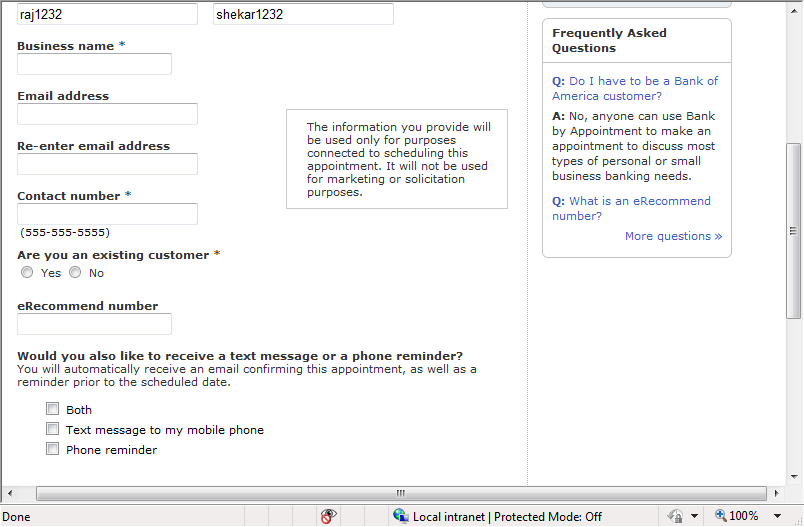 raj1232 shekar1232
Business name *
Email address
Re-enter email address
Contact number *
(555-555-5555)
The information you provide will
be used only for purposes
connected to scheduling this
appointment. It will not be used
for marketing or solicitation
purposes.
Are you an existing customer *
Yes No
eRecommend number
Would you also like to receive a text message or a phone reminder?
You will automatically receive an email confirming this appointment, as well as a
reminder prior to the scheduled date.
Both
Text message to my mobile phone
Phone reminder
Frequently Asked
Questions
Q: Do I have to be a Bank of
America customer?
A: No, anyone can use Bank
by Appointment to make an
appointment to discuss most
types of personal or small
business banking needs.
Q: What is an eRecommend
number?
More questions »
Done Local intranet | Protected Mode: Off 100%